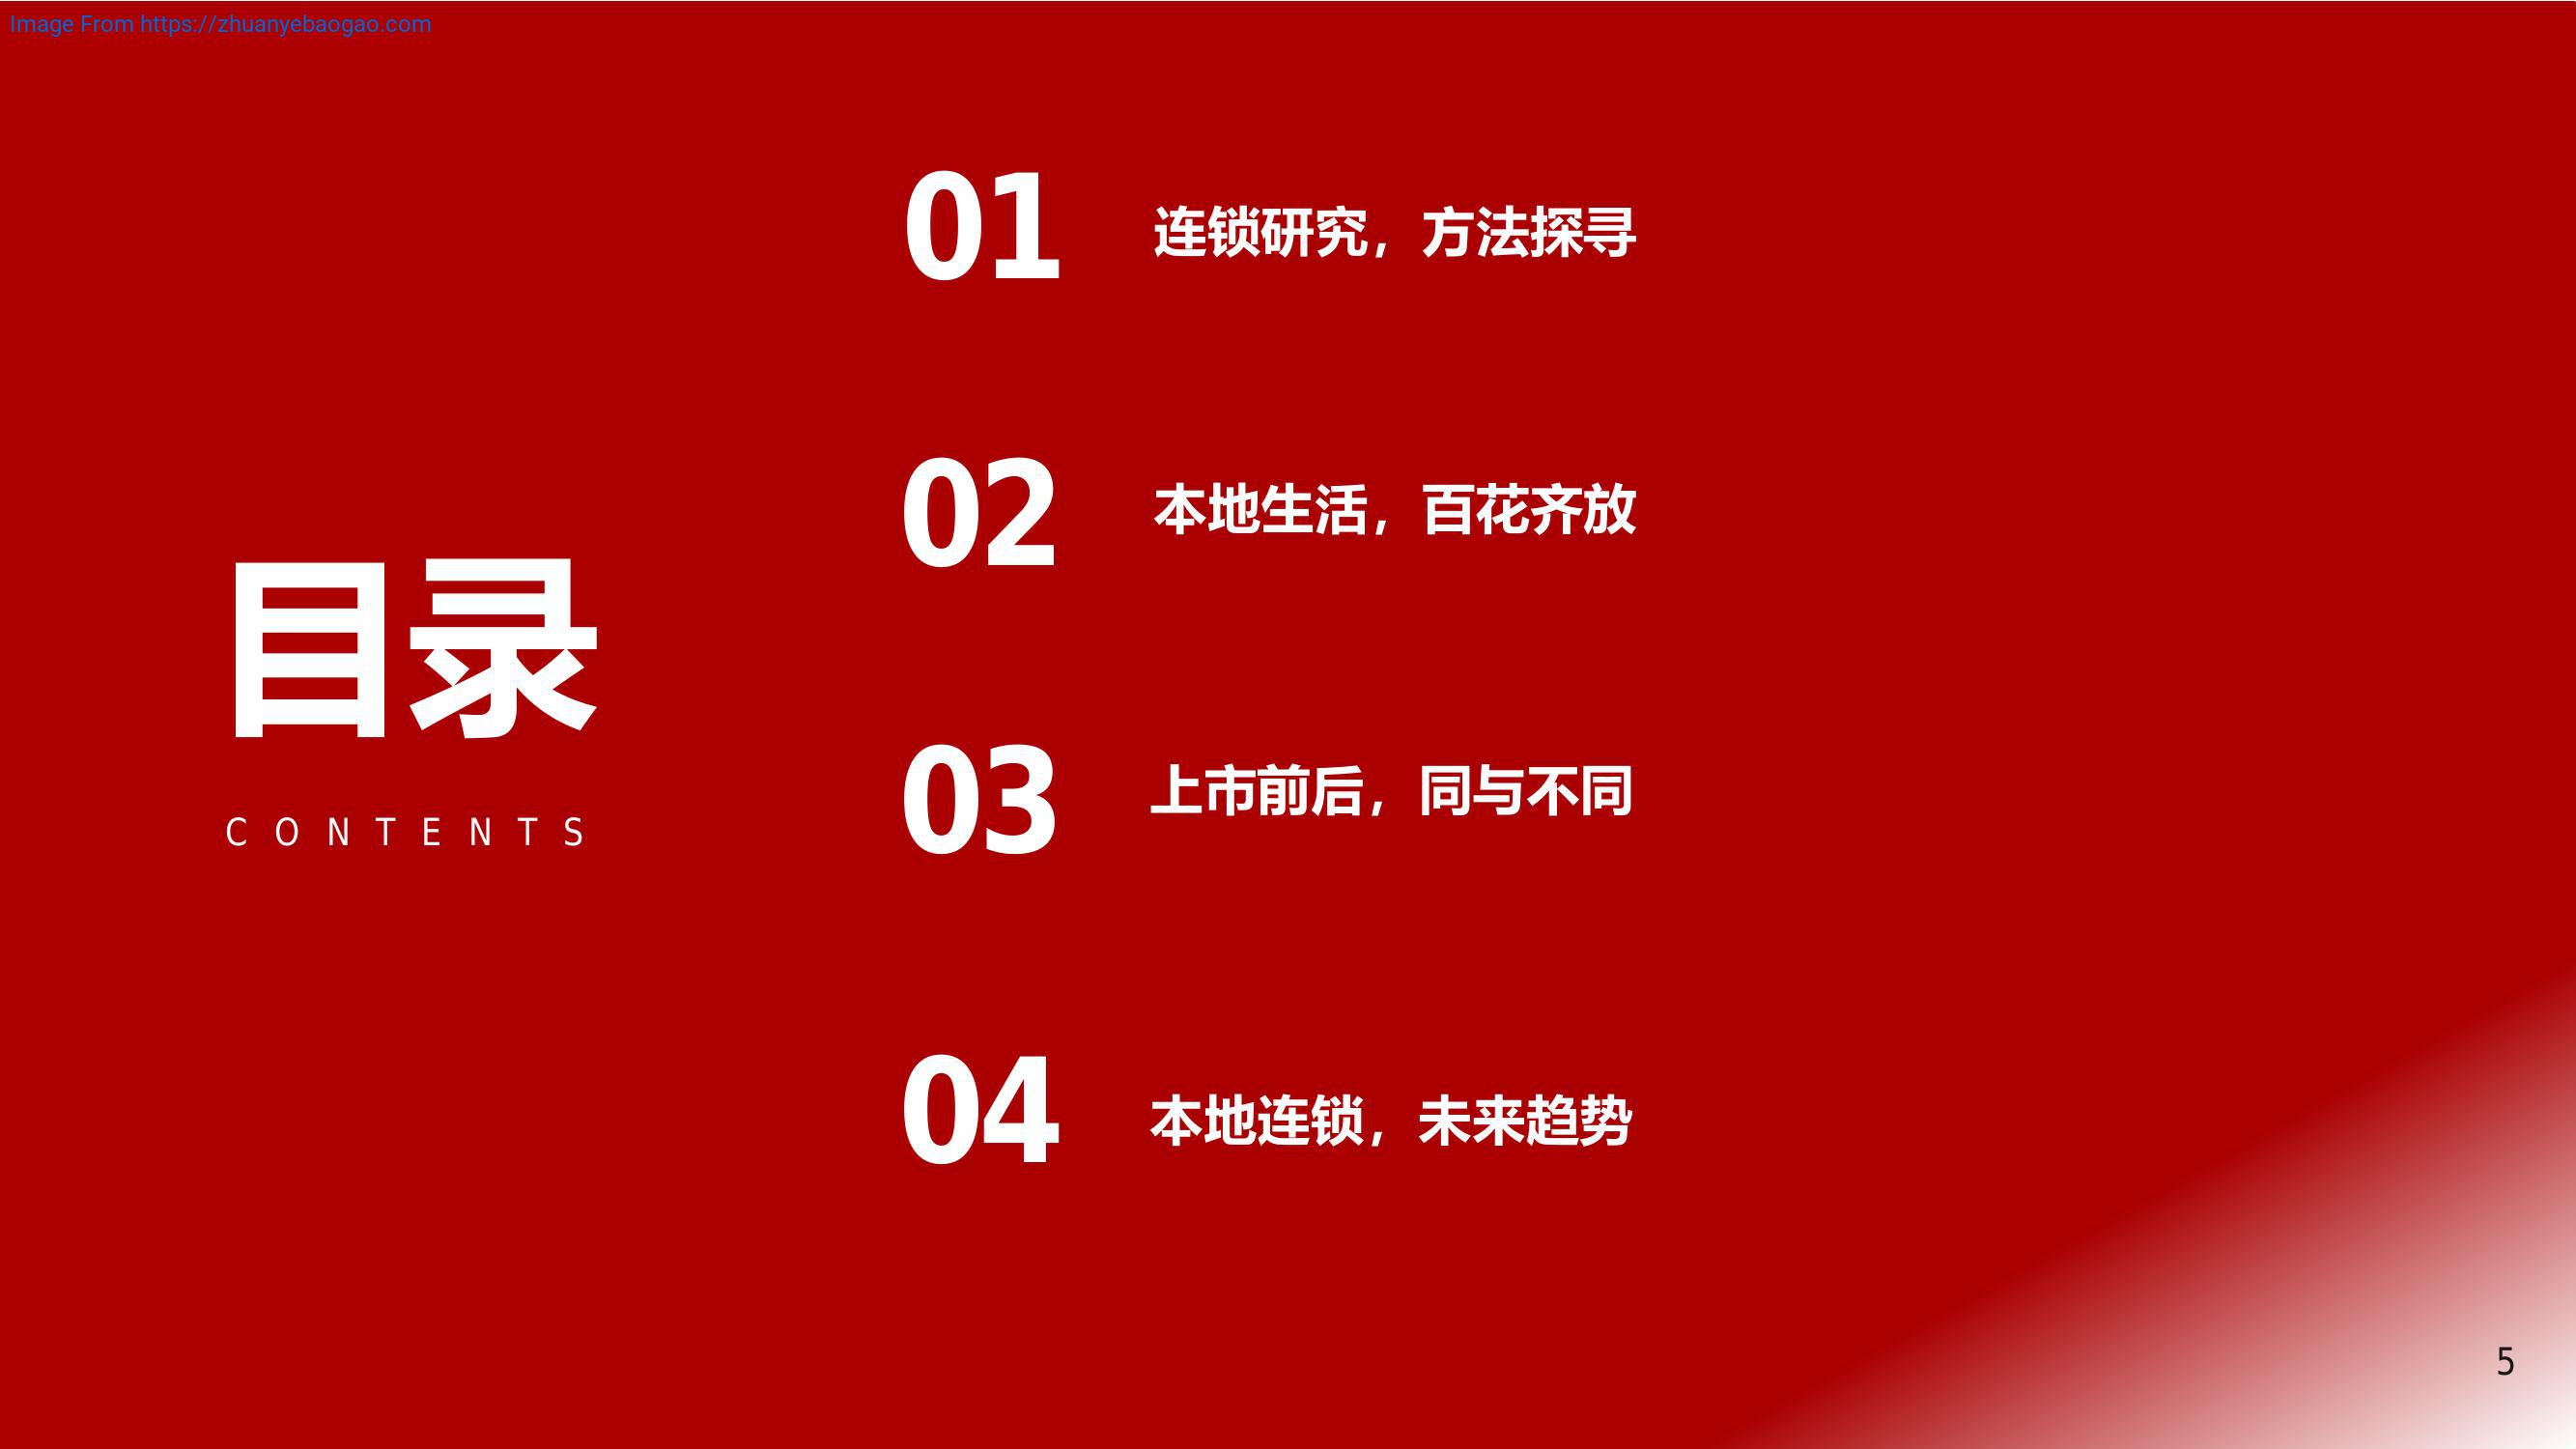 Image From https://zhuanyebaogao.com
目录
CONTENTS
01 连锁研究，方法探寻
02 本地生活，百花齐放
03 上市前后，同与不同
04 本地连锁，未来趋势
5